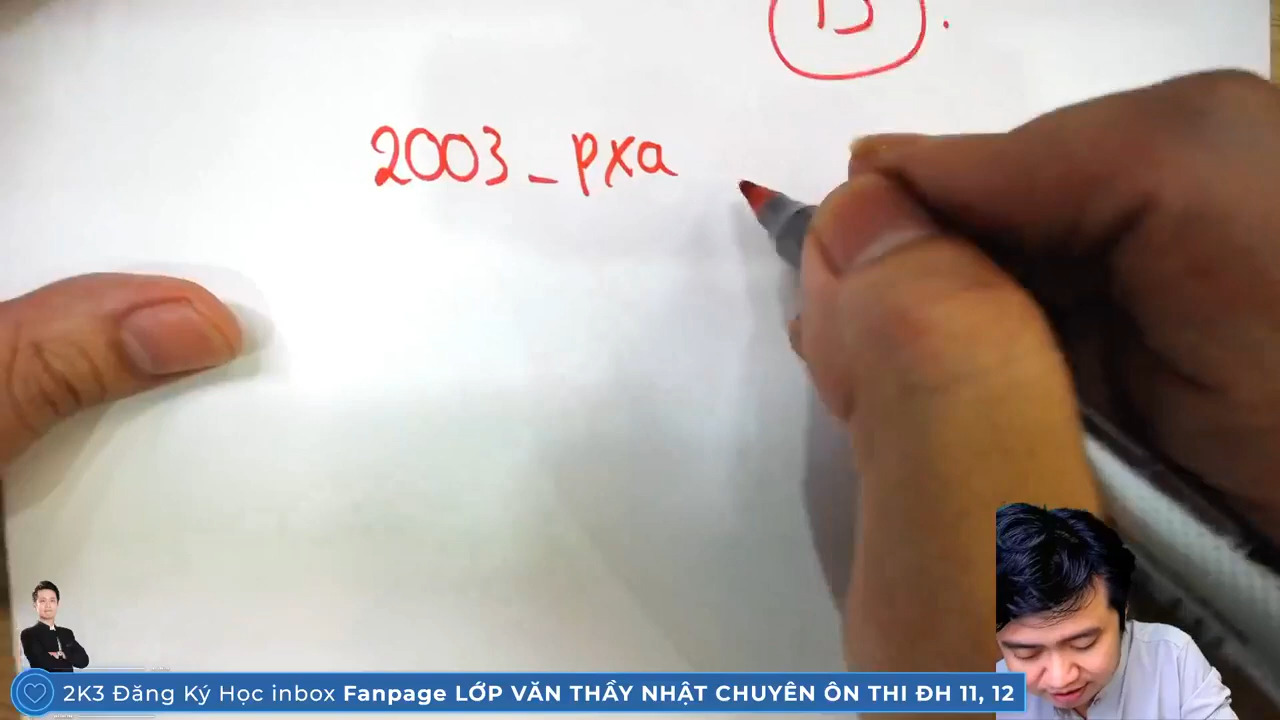 B.
2003_pxa
2K3 Đăng Ký Học inbox Fanpage LỚP VĂN THẦY NHẬT CHUYÊN ÔN THI ĐH 11, 12